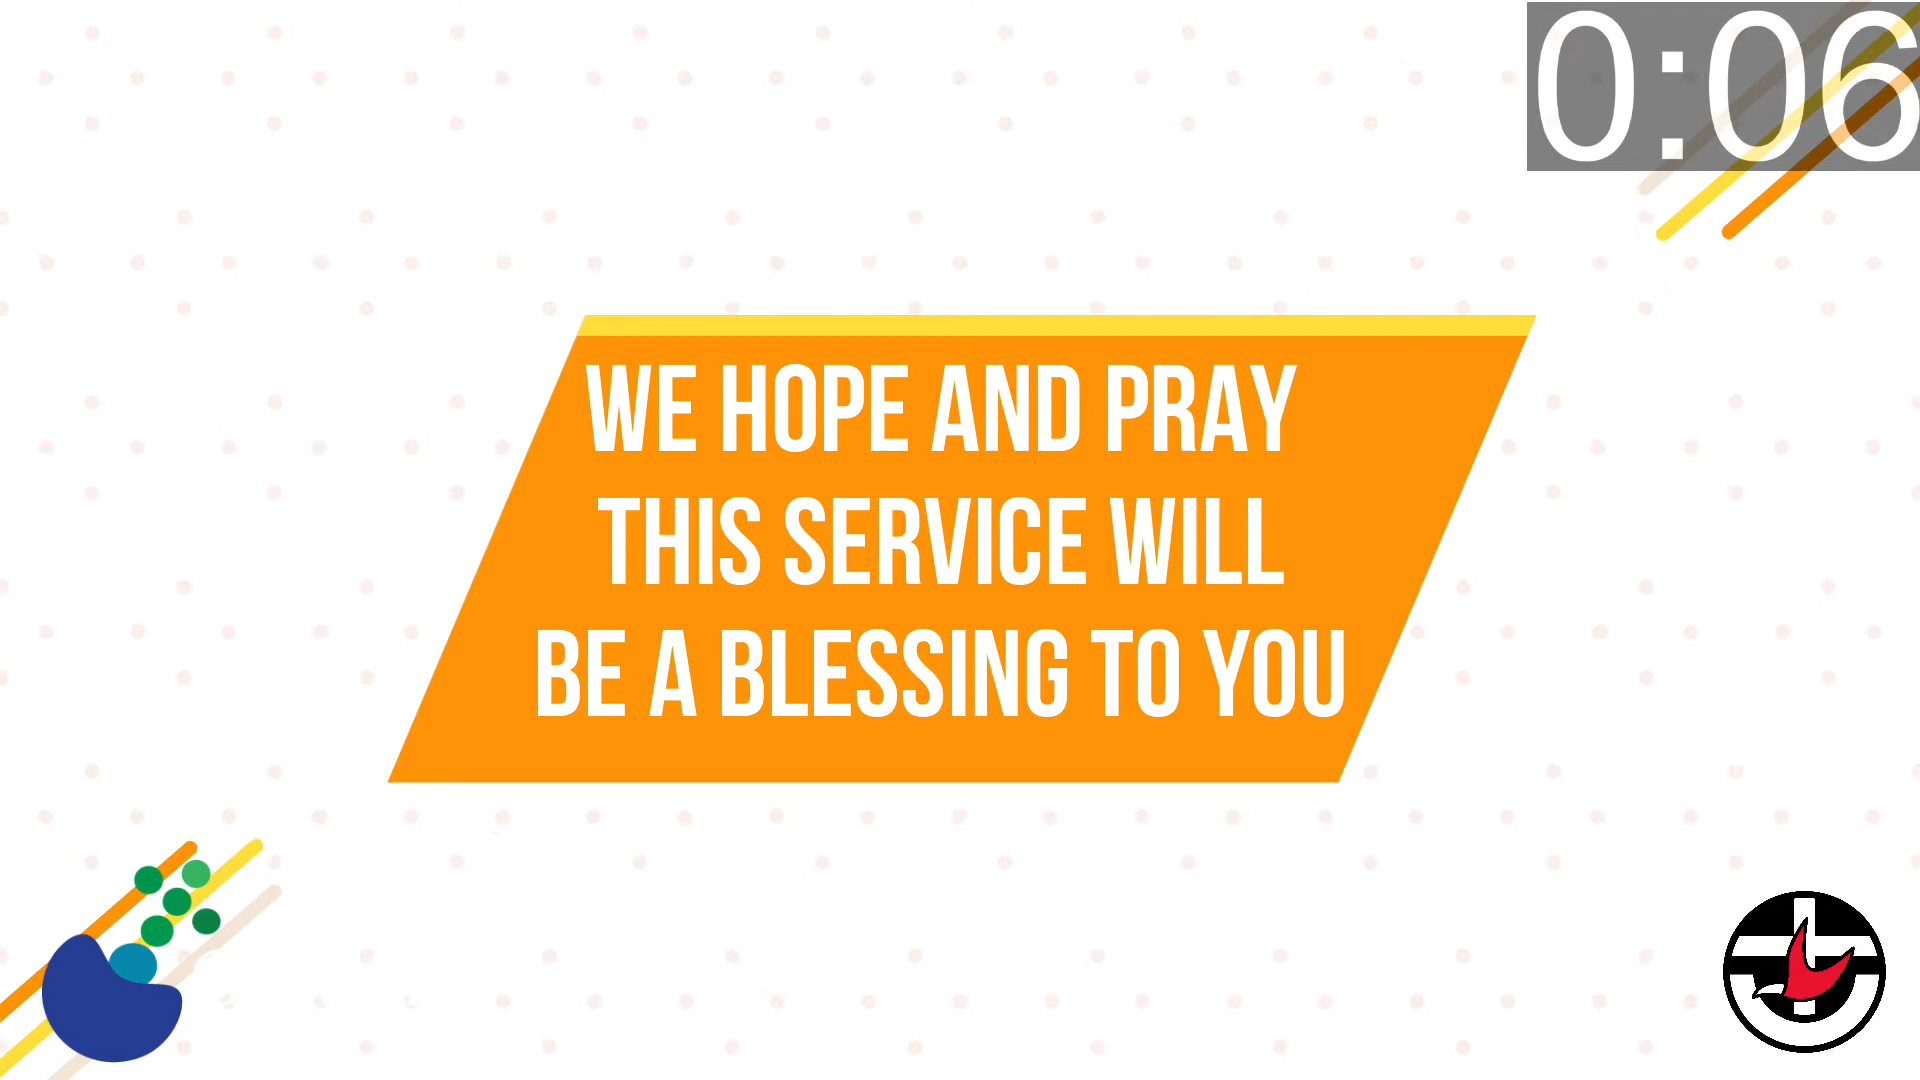 0:06
WE HOPE AND PRAY
THIS SERVICE WILL
BE A BLESSING TO YOU